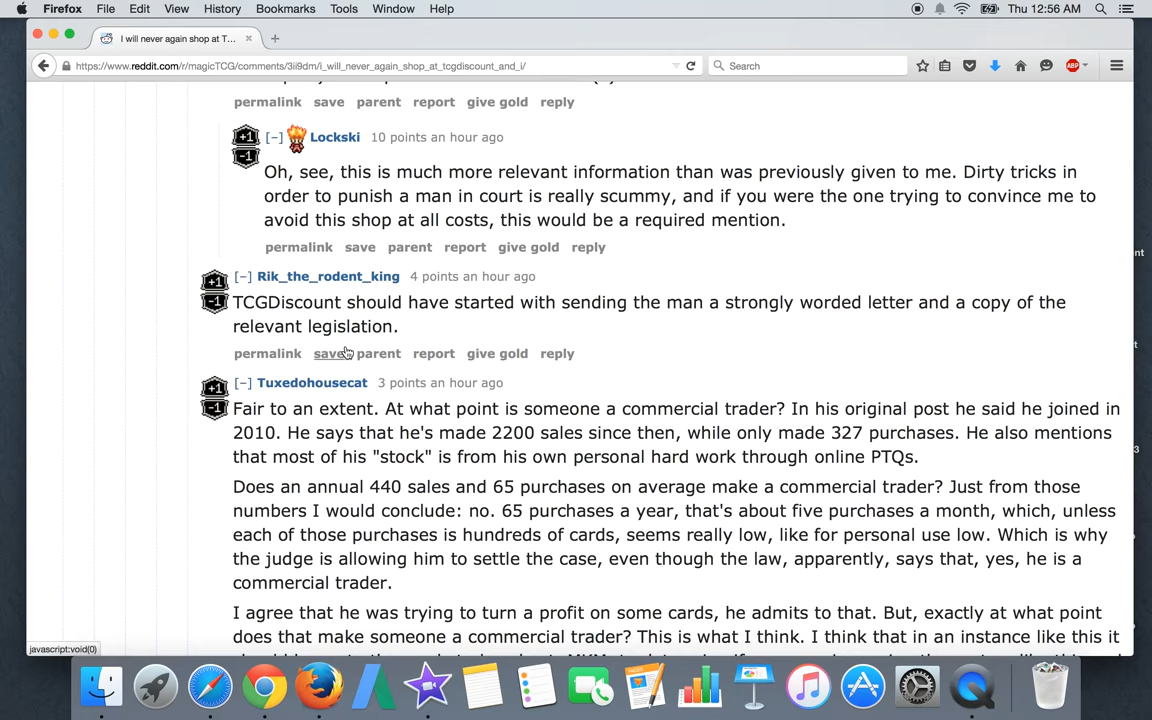 Firefox File Edit View History Bookmarks Tools Window Help Thu 12:56 AM
I will never again shop at T... × +
https://www.reddit.com/r/magicTCG/comments/3ii9dm/i_will_never_again_shop_at_tcgdiscount_and_i/ Search ABP
permalink save parent report give gold reply
+1 [–] Lockski 10 points an hour ago
-1
Oh, see, this is much more relevant information than was previously given to me. Dirty tricks in
order to punish a man in court is really scummy, and if you were the one trying to convince me to
avoid this shop at all costs, this would be a required mention.
permalink save parent report give gold reply
+1 [–] Rik_the_rodent_king 4 points an hour ago
-1 TCGDiscount should have started with sending the man a strongly worded letter and a copy of the
relevant legislation.
permalink save parent report give gold reply
+1 [–] Tuxedohousecat 3 points an hour ago
-1 Fair to an extent. At what point is someone a commercial trader? In his original post he said he joined in
2010. He says that he's made 2200 sales since then, while only made 327 purchases. He also mentions
that most of his "stock" is from his own personal hard work through online PTQs.
Does an annual 440 sales and 65 purchases on average make a commercial trader? Just from those
numbers I would conclude: no. 65 purchases a year, that's about five purchases a month, which, unless
each of those purchases is hundreds of cards, seems really low, like for personal use low. Which is why
the judge is allowing him to settle the case, even though the law, apparently, says that, yes, he is a
commercial trader.
I agree that he was trying to turn a profit on some cards, he admits to that. But, exactly at what point
does that make someone a commercial trader? This is what I think. I think that in an instance like this it
javascript:void(0)